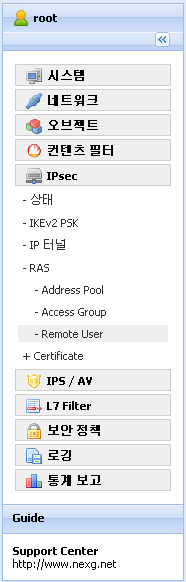 root
시스템
네트워크
오브젝트
컨텐츠 필터
IPsec
- 상태
- IKEv2 PSK
- IP 터널
- RAS
- Address Pool
- Access Group
- Remote User
+ Certificate
IPS / AV
L7 Filter
보안 정책
로깅
통계 보고
Guide
Support Center
http://www.nexg.net